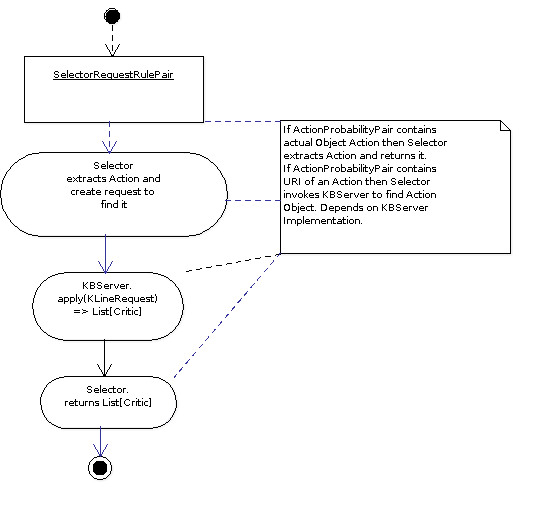 SelectorRequestRulePair
Selector
extracts Action and
create request to
find it
If ActionProbabilityPair contains
actual Object Action then Selector
extracts Action and returns it.
If ActionProbabilityPair contains
URI of an Action then Selector
invokes KBServer to find Action
Object. Depends on KBServer
Implementation.
KBServer.
apply(KLineRequest)
=> List[Critic]
Selector.
returns List[Critic]